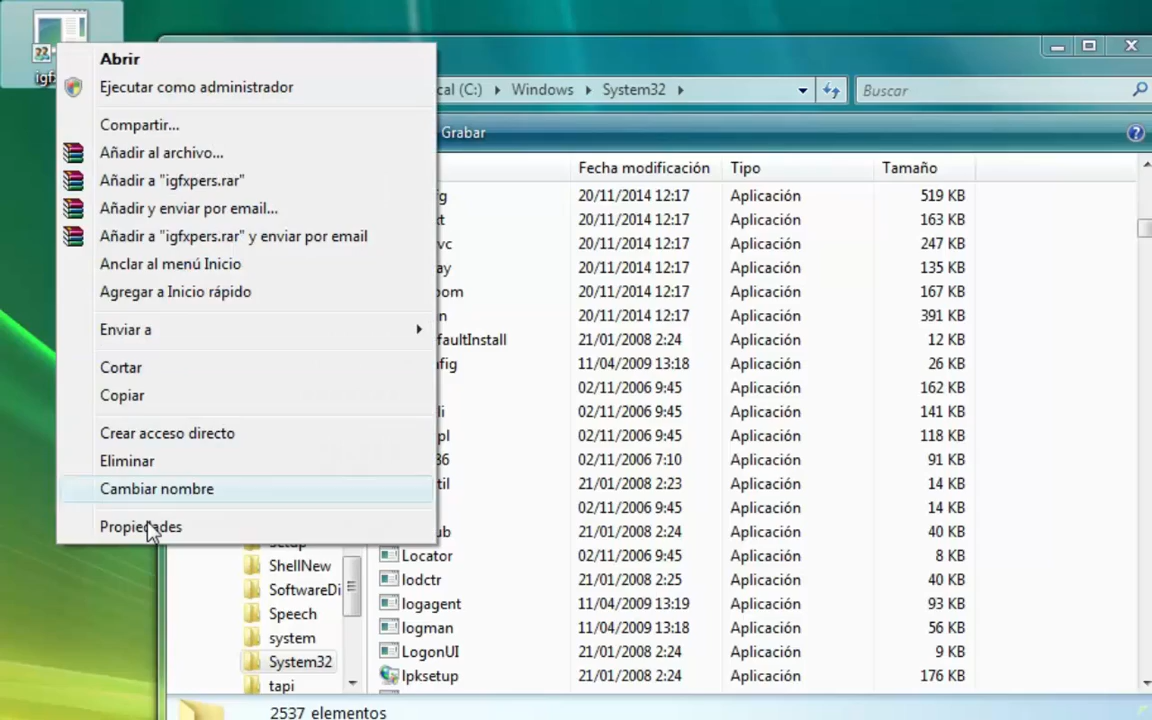 Abrir
Ejecutar como administrador
Compartir...
Añadir al archivo...
Añadir a "igfxpers.rar"
Añadir y enviar por email...
Añadir a "igfxpers.rar" y enviar por email
Anclar al menú Inicio
Agregar a Inicio rápido
Enviar a
Cortar
Copiar
Crear acceso directo
Eliminar
Cambiar nombre
Propiedades
(C:) Windows System32
Buscar
Grabar
Fecha modificación Tipo Tamaño
20/11/2014 12:17 Aplicación 519 KB
20/11/2014 12:17 Aplicación 163 KB
20/11/2014 12:17 Aplicación 247 KB
20/11/2014 12:17 Aplicación 135 KB
20/11/2014 12:17 Aplicación 167 KB
20/11/2014 12:17 Aplicación 391 KB
faultInstall 21/01/2008 2:24 Aplicación 12 KB
11/04/2009 13:18 Aplicación 26 KB
02/11/2006 9:45 Aplicación 162 KB
02/11/2006 9:45 Aplicación 141 KB
02/11/2006 9:45 Aplicación 118 KB
02/11/2006 7:10 Aplicación 91 KB
21/01/2008 2:23 Aplicación 14 KB
02/11/2006 9:45 Aplicación 14 KB
21/01/2008 2:24 Aplicación 40 KB
Locator 02/11/2006 9:45 Aplicación 8 KB
lodctr 21/01/2008 2:25 Aplicación 40 KB
logagent 11/04/2009 13:19 Aplicación 93 KB
logman 11/04/2009 13:18 Aplicación 56 KB
LogonUI 21/01/2008 2:24 Aplicación 9 KB
lpksetup 21/01/2008 2:24 Aplicación 176 KB
ShellNew
SoftwareDi
Speech
system
System32
tapi
2537 elementos